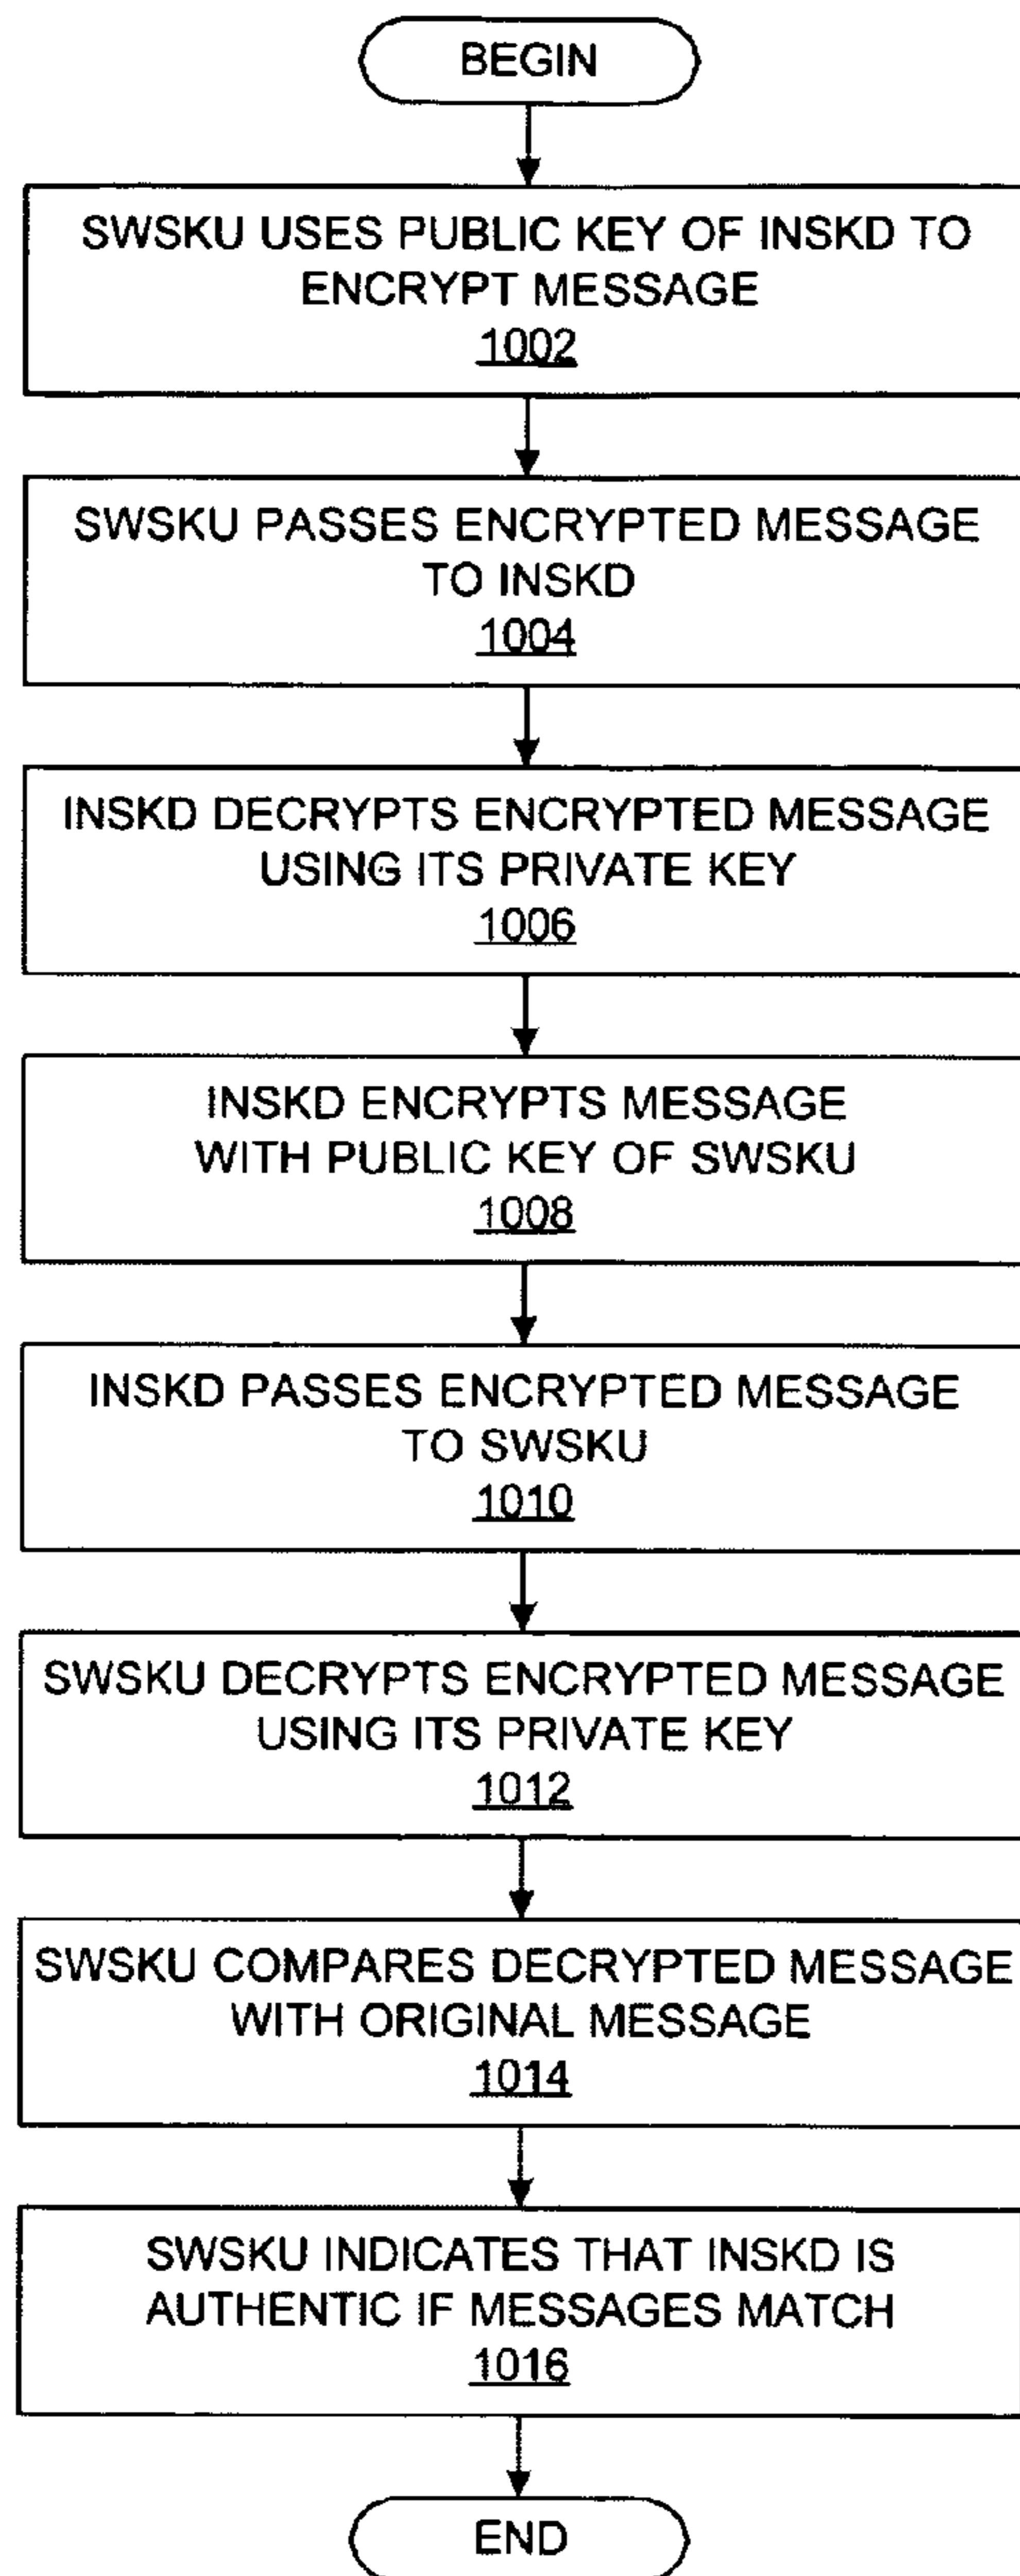 BEGIN
SWSKU USES PUBLIC KEY OF INSKD TO
ENCRYPT MESSAGE
1002
SWSKU PASSES ENCRYPTED MESSAGE
TO INSKD
1004
INSKD DECRYPTS ENCRYPTED MESSAGE
USING ITS PRIVATE KEY
1006
INSKD ENCRYPTS MESSAGE
WITH PUBLIC KEY OF SWSKU
1008
INSKD PASSES ENCRYPTED MESSAGE
TO SWSKU
1010
SWSKU DECRYPTS ENCRYPTED MESSAGE
USING ITS PRIVATE KEY
1012
SWSKU COMPARES DECRYPTED MESSAGE
WITH ORIGINAL MESSAGE
1014
SWSKU INDICATES THAT INSKD IS
AUTHENTIC IF MESSAGES MATCH
1016
END